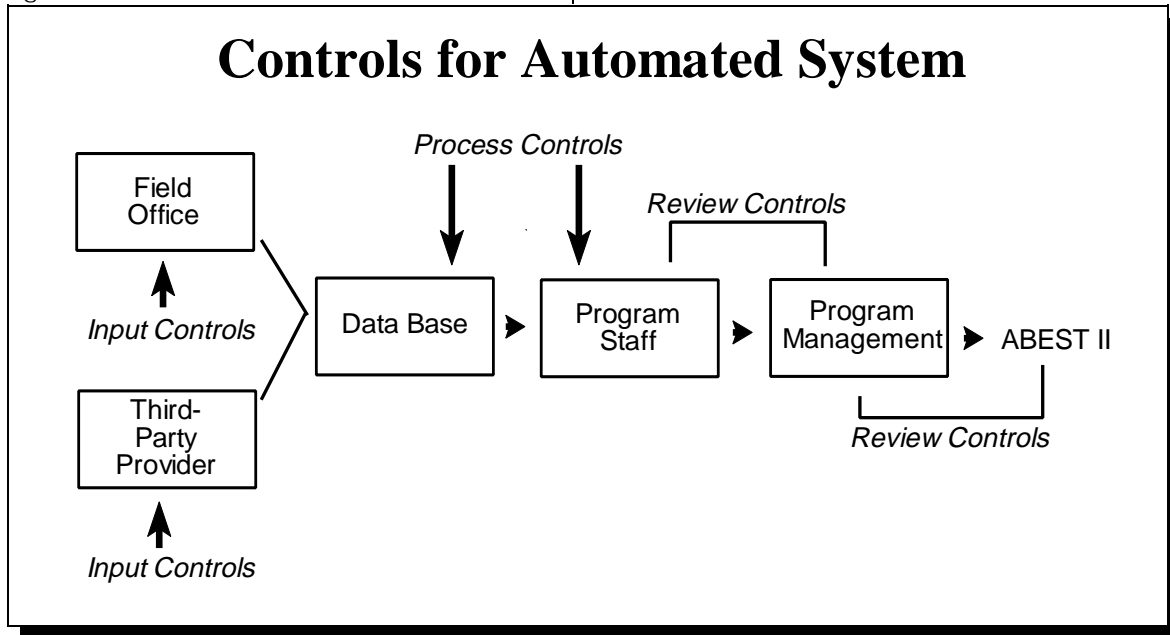 Controls for Automated System
Process Controls
Field
Office
Review Controls
Input Controls
Data Base
Program
Staff
Program
Management
ABEST II
Third-
Party
Provider
Review Controls
Input Controls